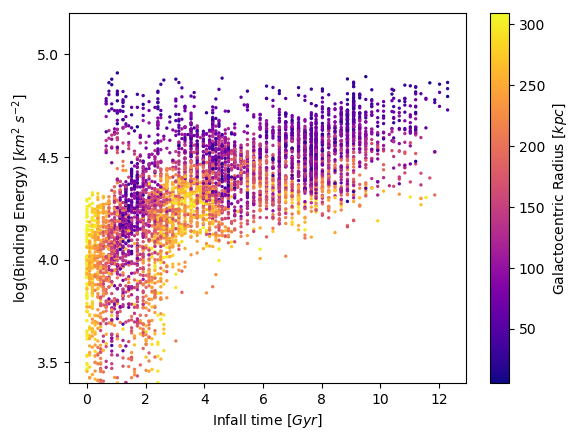 5.0
4.5
4.0
3.5
log(Binding Energy) [km² s⁻²]
0 2 4 6 8 10 12
Infall time [Gyr]
300
250
200
150
100
50
Galactocentric Radius [kpc]